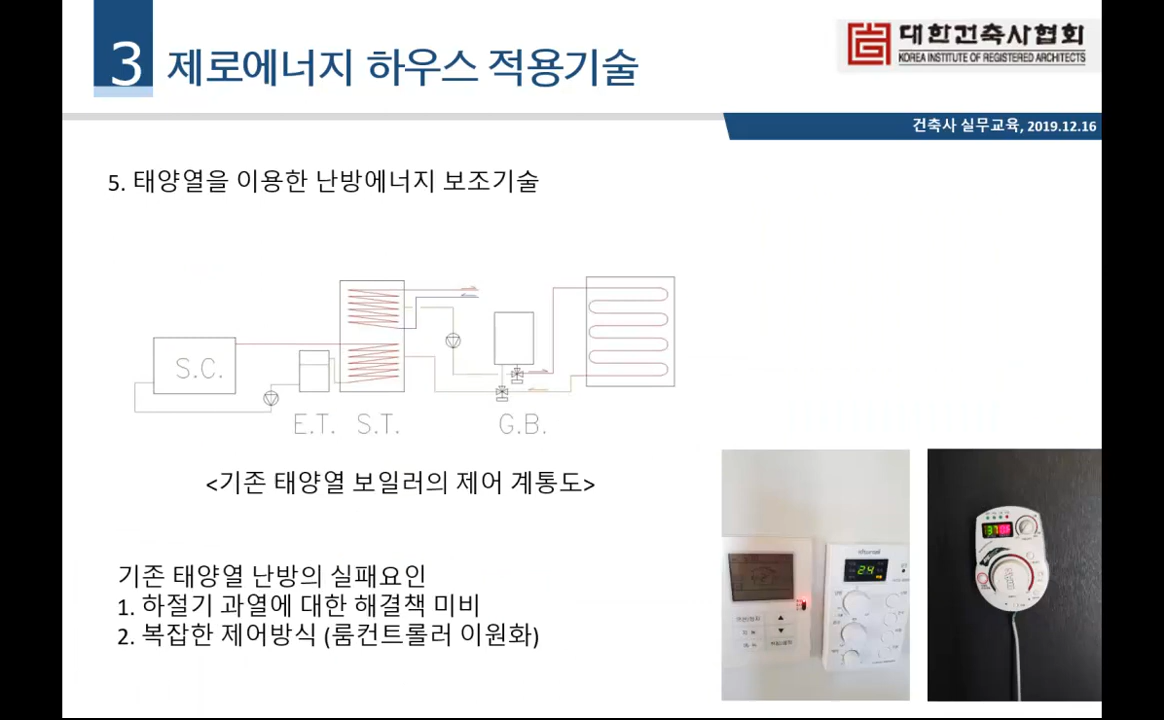 3 제로에너지 하우스 적용기술
대한건축사협회
KOREA INSTITUTE OF REGISTERED ARCHITECTS
건축사 실무교육, 2019.12.16
5. 태양열을 이용한 난방에너지 보조기술
S.C.
E.T. S.T. G.B.
<기존 태양열 보일러의 제어 계통도>
기존 태양열 난방의 실패요인
1. 하절기 과열에 대한 해결책 미비
2. 복잡한 제어방식 (룸컨트롤러 이원화)
24
37